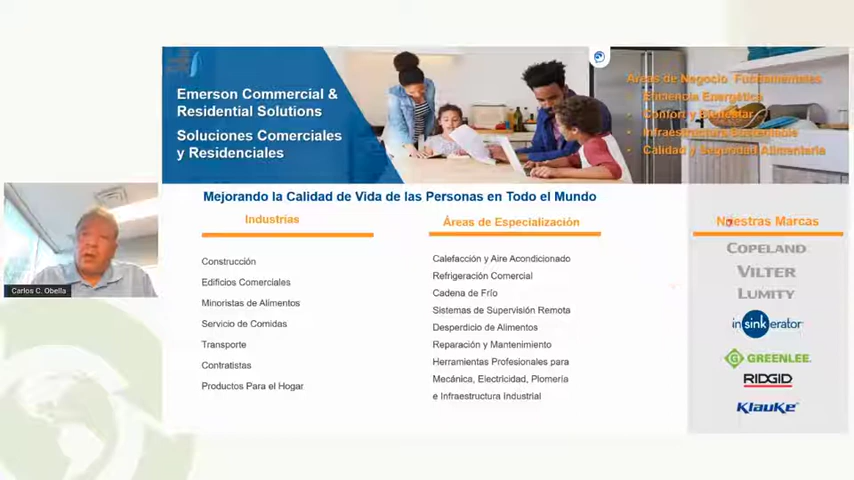 Emerson Commercial &
Residential Solutions
Soluciones Comerciales
y Residenciales
Áreas de Negocio Fundamentales
• Eficiencia Energética
• Confort y Bienestar
• Infraestructura Sustentable
• Calidad y Seguridad Alimentaria
Mejorando la Calidad de Vida de las Personas en Todo el Mundo
Industrias
Construcción
Edificios Comerciales
Minoristas de Alimentos
Servicio de Comidas
Transporte
Contratistas
Productos Para el Hogar
Áreas de Especialización
Calefacción y Aire Acondicionado
Refrigeración Comercial
Cadena de Frío
Sistemas de Supervisión Remota
Desperdicio de Alimentos
Reparación y Mantenimiento
Herramientas Profesionales para
Mecánica, Electricidad, Plomería
e Infraestructura Industrial
Nuestras Marcas
COPELAND
VILTER
LUMITY
insinkerator
GREENLEE
RIDGID
Klauke
Carlos C. Obella